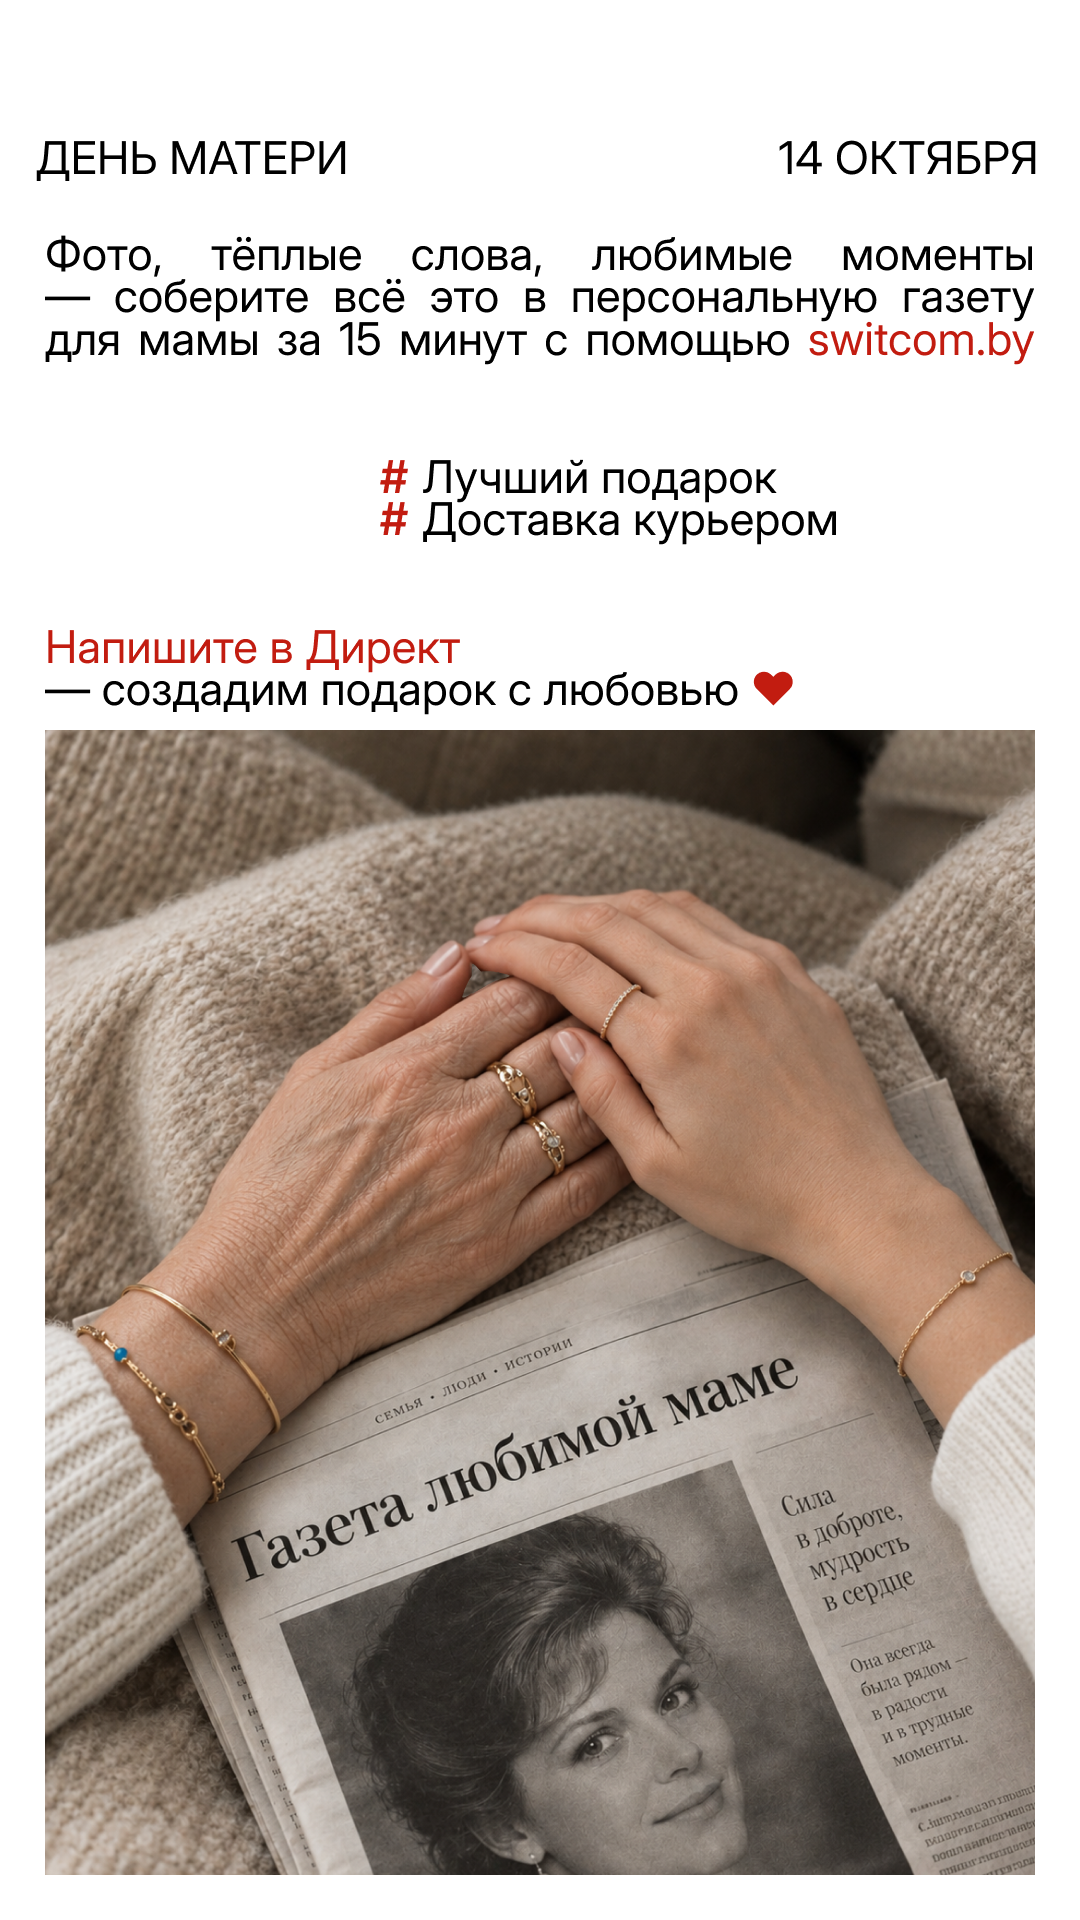 ДЕНЬ МАТЕРИ
14 ОКТЯБРЯ
Фото, тёплые слова, любимые моменты
— соберите всё это в персональную газету
для мамы за 15 минут с помощью switcom.by
# Лучший подарок
# Доставка курьером
Напишите в Директ
— создадим подарок с любовью ❤
СЕМЬЯ • ЛЮДИ • ИСТОРИИ
Газета любимой маме
Сила
в доброте,
мудрость
в сердце
Она всегда
была рядом —
в радости
и в трудные
моменты.